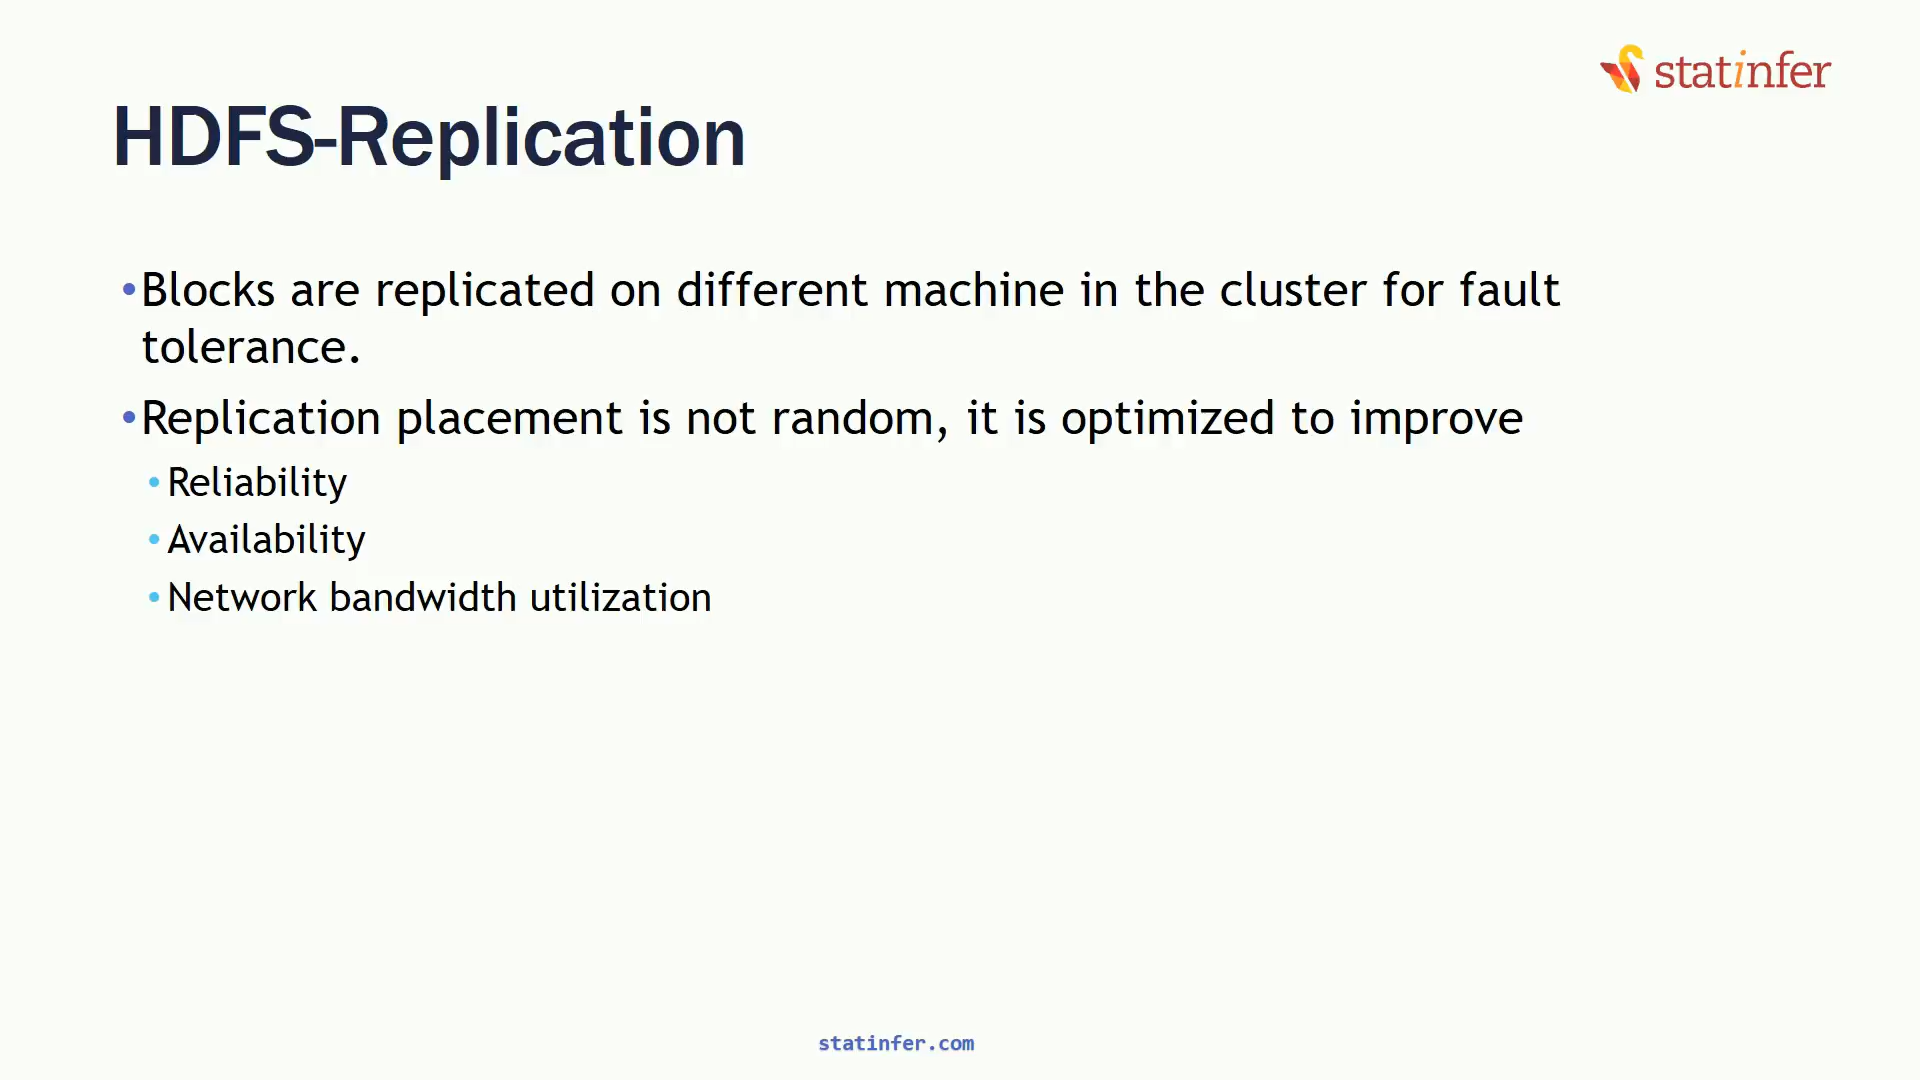 statinfer
HDFS-Replication
•Blocks are replicated on different machine in the cluster for fault
tolerance.
•Replication placement is not random, it is optimized to improve
•Reliability
•Availability
•Network bandwidth utilization
statinfer.com